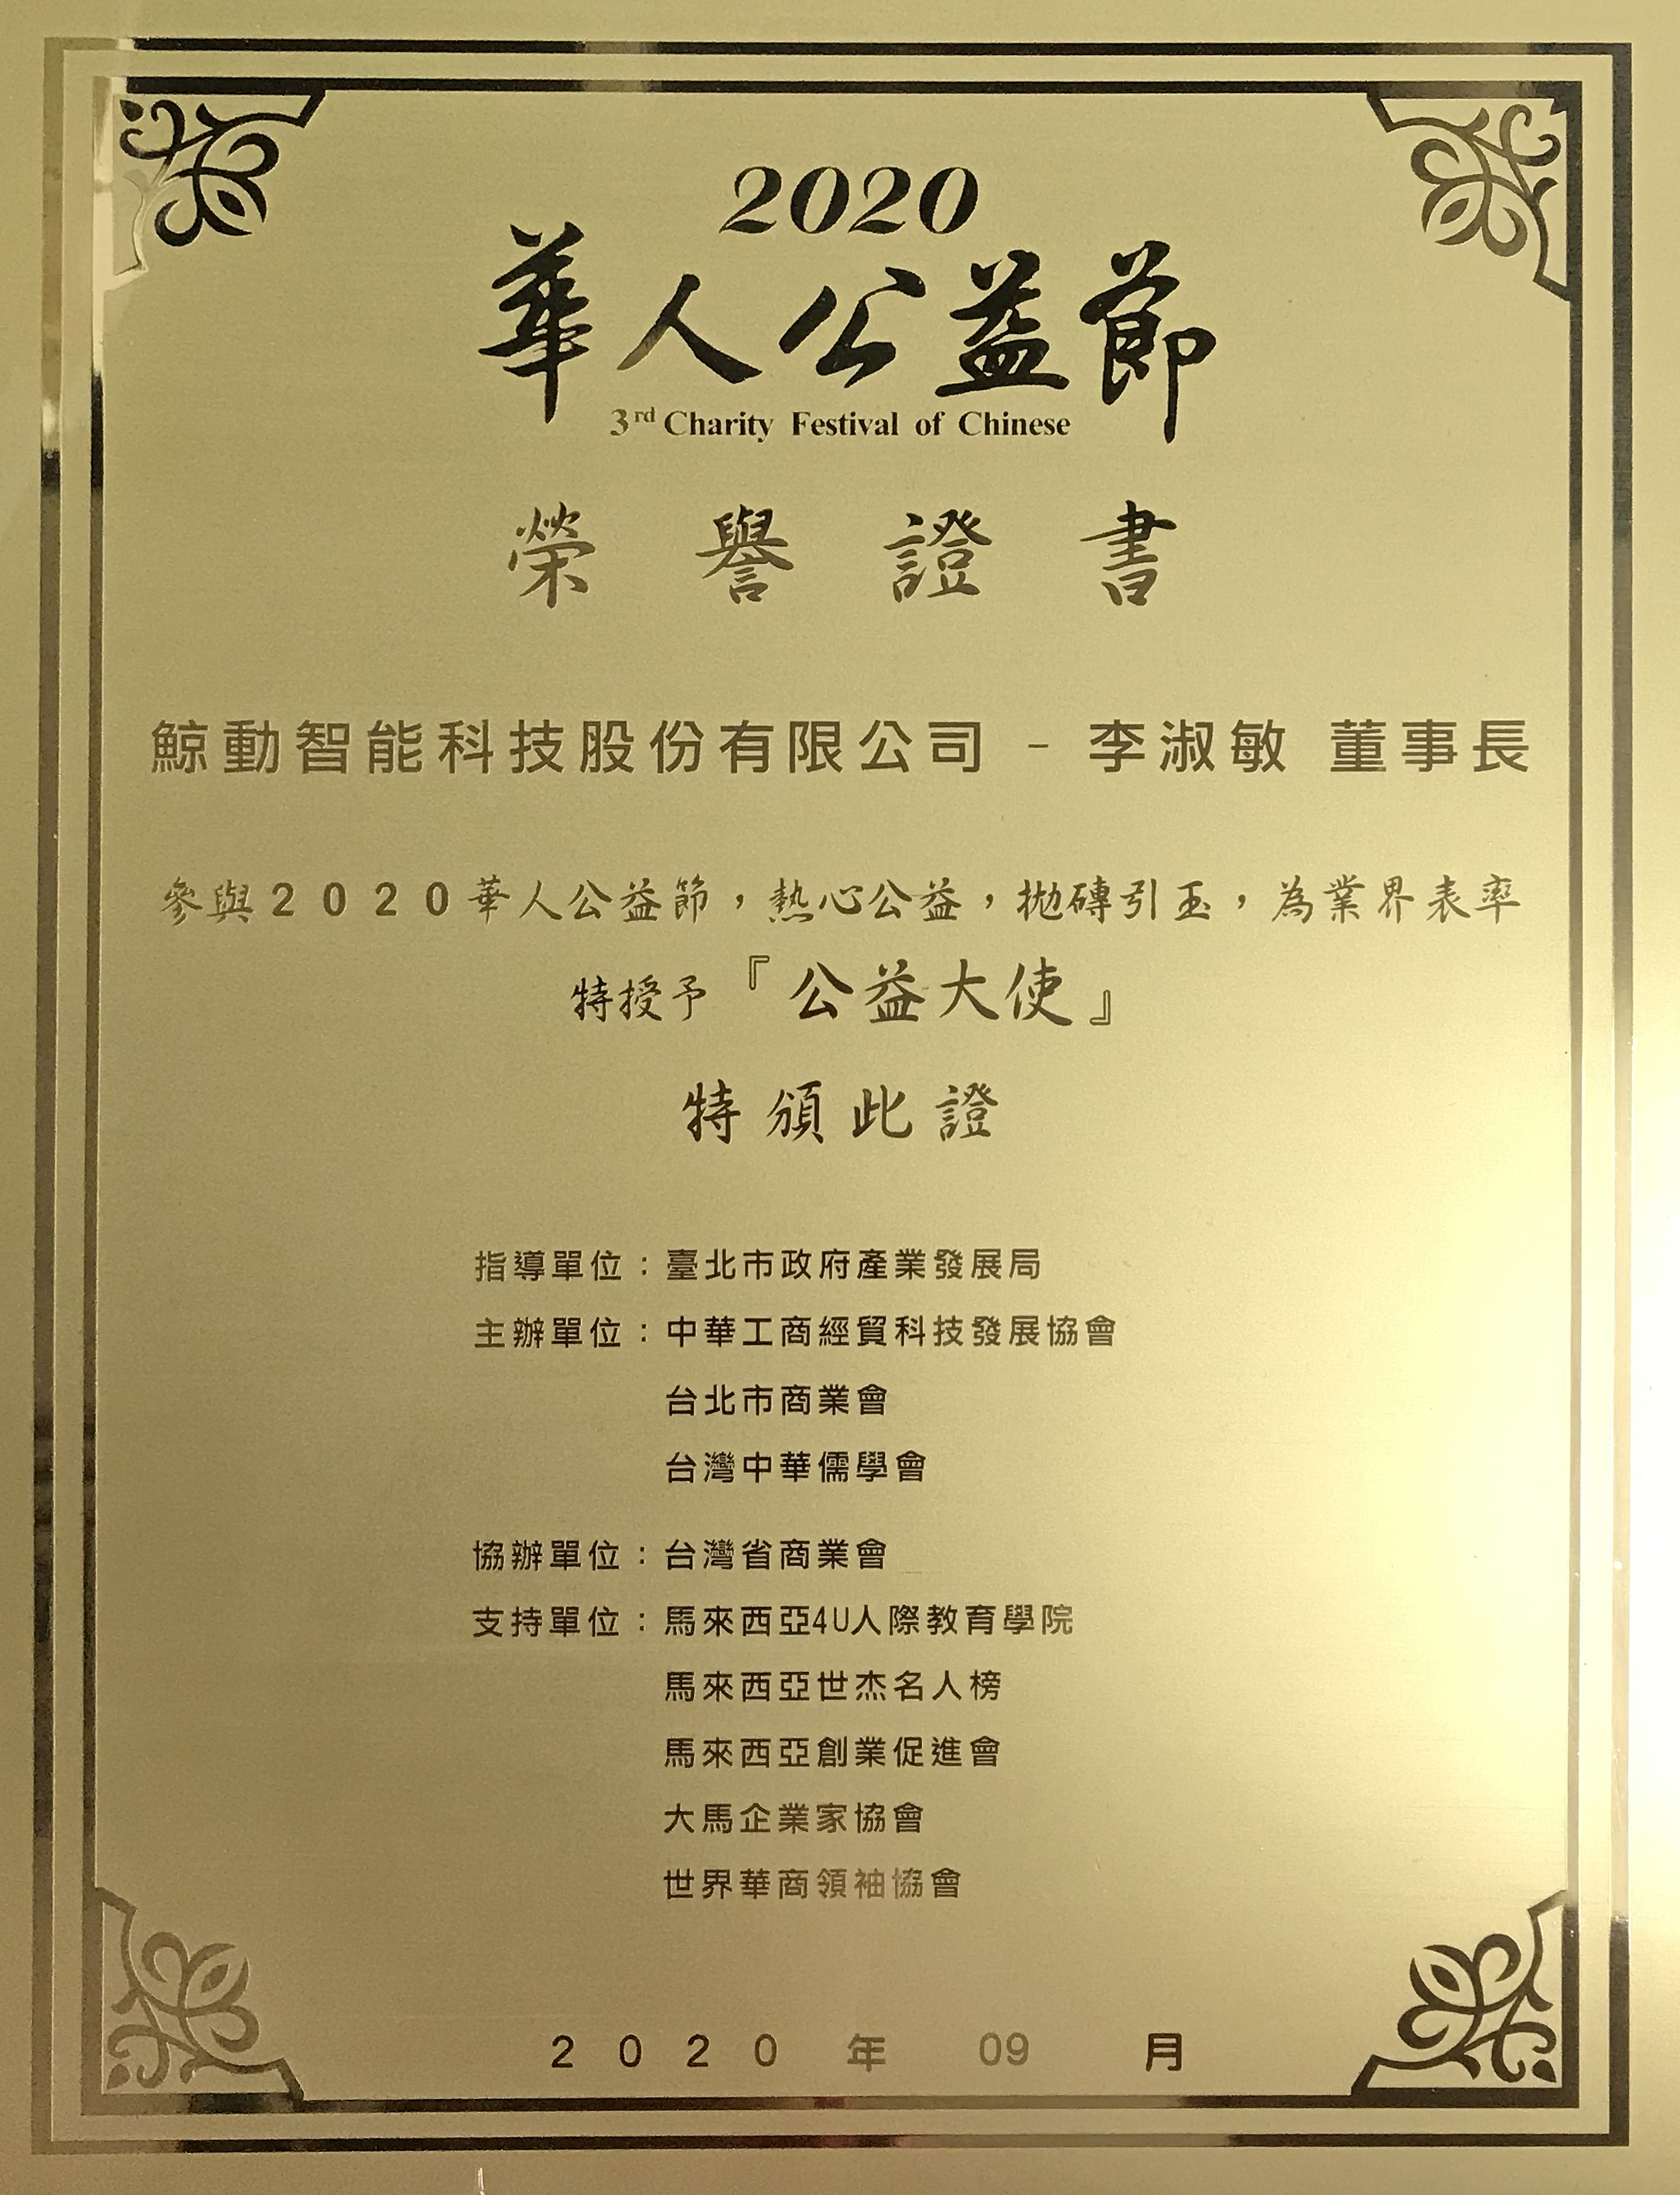 2020
華人公益節
3rd Charity Festival of Chinese
榮譽證書
鯨動智能科技股份有限公司 - 李淑敏 董事長
參與2020華人公益節，熱心公益，拋磚引玉，為業界表率
特授予『公益大使』
特頒此證
指導單位：臺北市政府產業發展局
主辦單位：中華工商經貿科技發展協會
台北市商業會
台灣中華儒學會
協辦單位：台灣省商業會
支持單位：馬來西亞4U人際教育學院
馬來西亞世杰名人榜
馬來西亞創業促進會
大馬企業家協會
世界華商領袖協會
2020 年 09 月